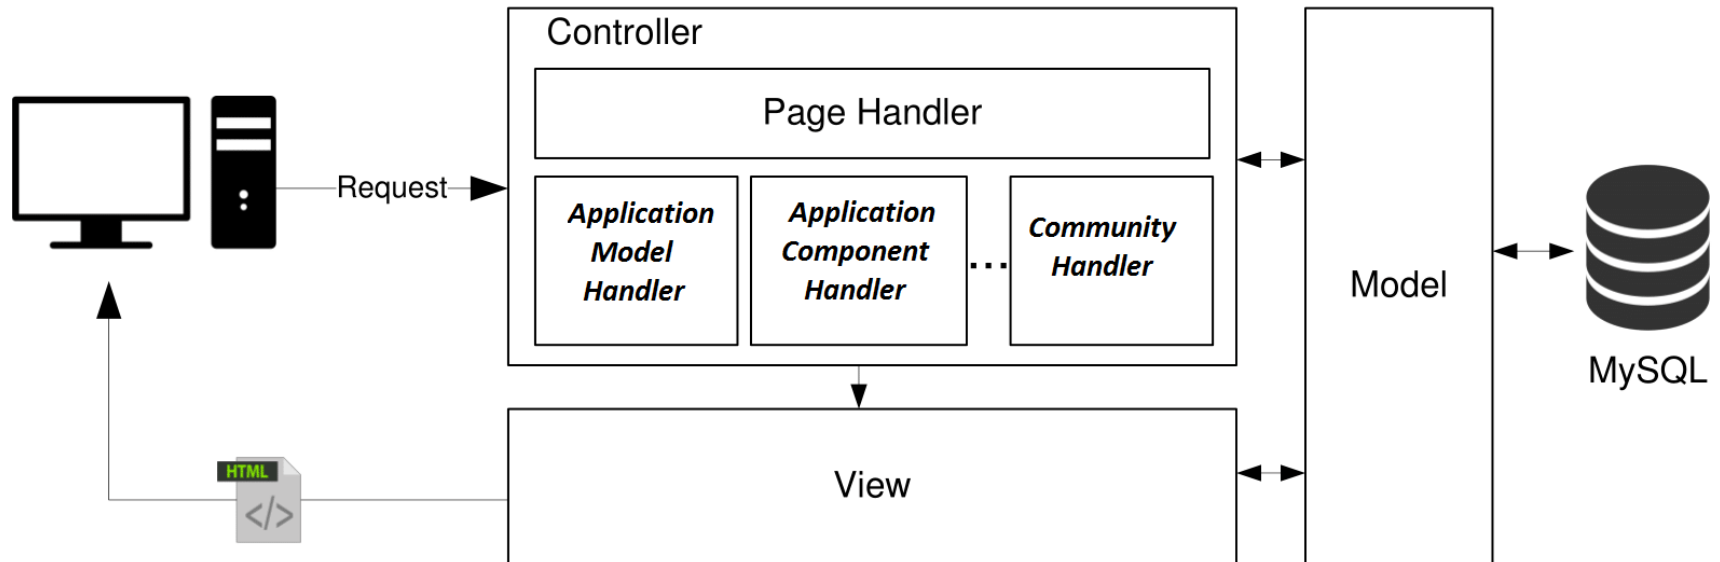 Controller
Page Handler
Request
Application
Model
Handler
Application
Component
Handler
...
Community
Handler
Model
MySQL
HTML
</>
View